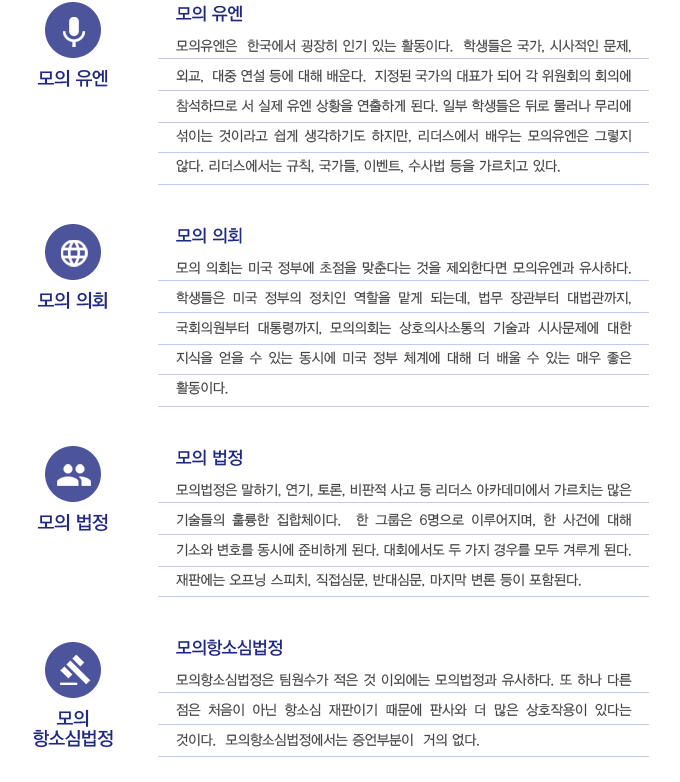 모의 유엔
모의 유엔
모의유엔은 한국에서 굉장히 인기 있는 활동이다. 학생들은 국가, 시사적인 문제,
외교, 대중 연설 등에 대해 배운다. 지정된 국가의 대표가 되어 각 위원회의 회의에
참석하므로 서 실제 유엔 상황을 연출하게 된다. 일부 학생들은 뒤로 물러나 무리에
섞이는 것이라고 쉽게 생각하기도 하지만, 리더스에서 배우는 모의유엔은 그렇지
않다. 리더스에서는 규칙, 국가들, 이벤트, 수사법 등을 가르치고 있다.
모의 의회
모의 의회
모의 의회는 미국 정부에 초점을 맞춘다는 것을 제외한다면 모의유엔과 유사하다.
학생들은 미국 정부의 정치인 역할을 맡게 되는데, 법무 장관부터 대법관까지,
국회의원부터 대통령까지, 모의의회는 상호의사소통의 기술과 시사문제에 대한
지식을 얻을 수 있는 동시에 미국 정부 체계에 대해 더 배울 수 있는 매우 좋은
활동이다.
모의 법정
모의 법정
모의법정은 말하기, 연기, 토론, 비판적 사고 등 리더스 아카데미에서 가르치는 많은
기술들의 훌륭한 집합체이다. 한 그룹은 6명으로 이루어지며, 한 사건에 대해
기소와 변호를 동시에 준비하게 된다. 대회에서도 두 가지 경우를 모두 겨루게 된다.
재판에는 오프닝 스피치, 직접심문, 반대심문, 마지막 변론 등이 포함된다.
모의
항소심법정
모의항소심법정
모의항소심법정은 팀원수가 적은 것 이외에는 모의법정과 유사하다. 또 하나 다른
점은 처음이 아닌 항소심 재판이기 때문에 판사와 더 많은 상호작용이 있다는
것이다. 모의항소심법정에서는 증언부분이 거의 없다.